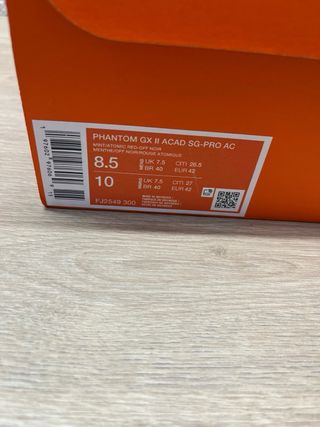 PHANTOM GX II ACAD SG-PRO AC
MINT/ATOMIC RED-OFF NOIR
MENTHE/OFF NOIR/ROUGE ATOMIQUE
8.5 UK 7.5 CITI 26.5
BR 40 EUR 42
10 UK 7.5 CITI 27
BR 40 EUR 42
FJ2549 300